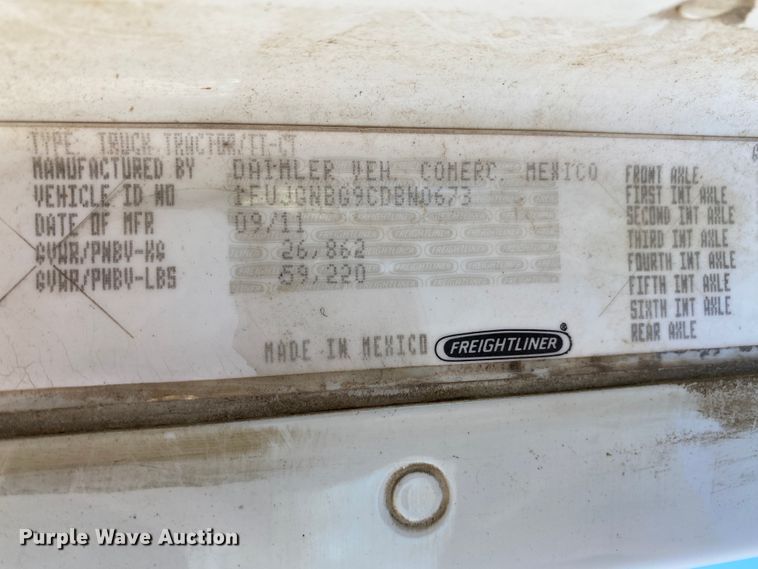 TYPE: TRUCK TRACTOR/TT-CT
MANUFACTURED BY DAIMLER VEH. COMERC. MEXICO
VEHICLE ID NO 1FUJGNBG9CDBN0673
DATE OF MFR 09/11
GVWR/PNBV-KG 26,862
GVWR/PNBV-LBS 59,220
MADE IN MEXICO FREIGHTLINER®
FRONT AXLE
FIRST INT AXLE
SECOND INT AXLE
THIRD INT AXLE
FOURTH INT AXLE
FIFTH INT AXLE
SIXTH INT AXLE
REAR AXLE
Purple Wave Auction